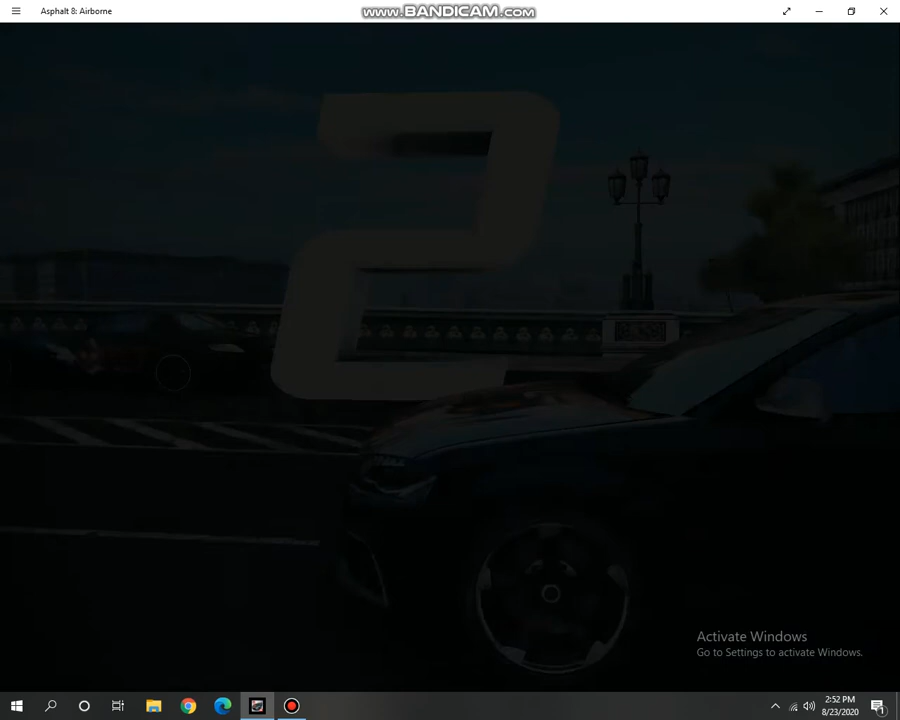 Asphalt 8: Airborne
www.BANDICAM.com
2
Activate Windows
Go to Settings to activate Windows.
2:52 PM
8/23/2020
1